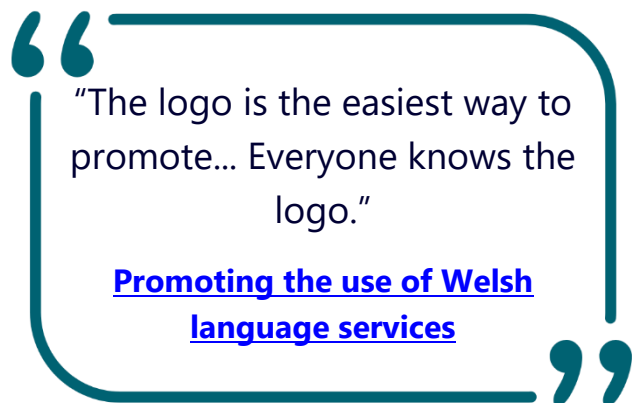 “The logo is the easiest way to
promote... Everyone knows the
logo.”
Promoting the use of Welsh
language services